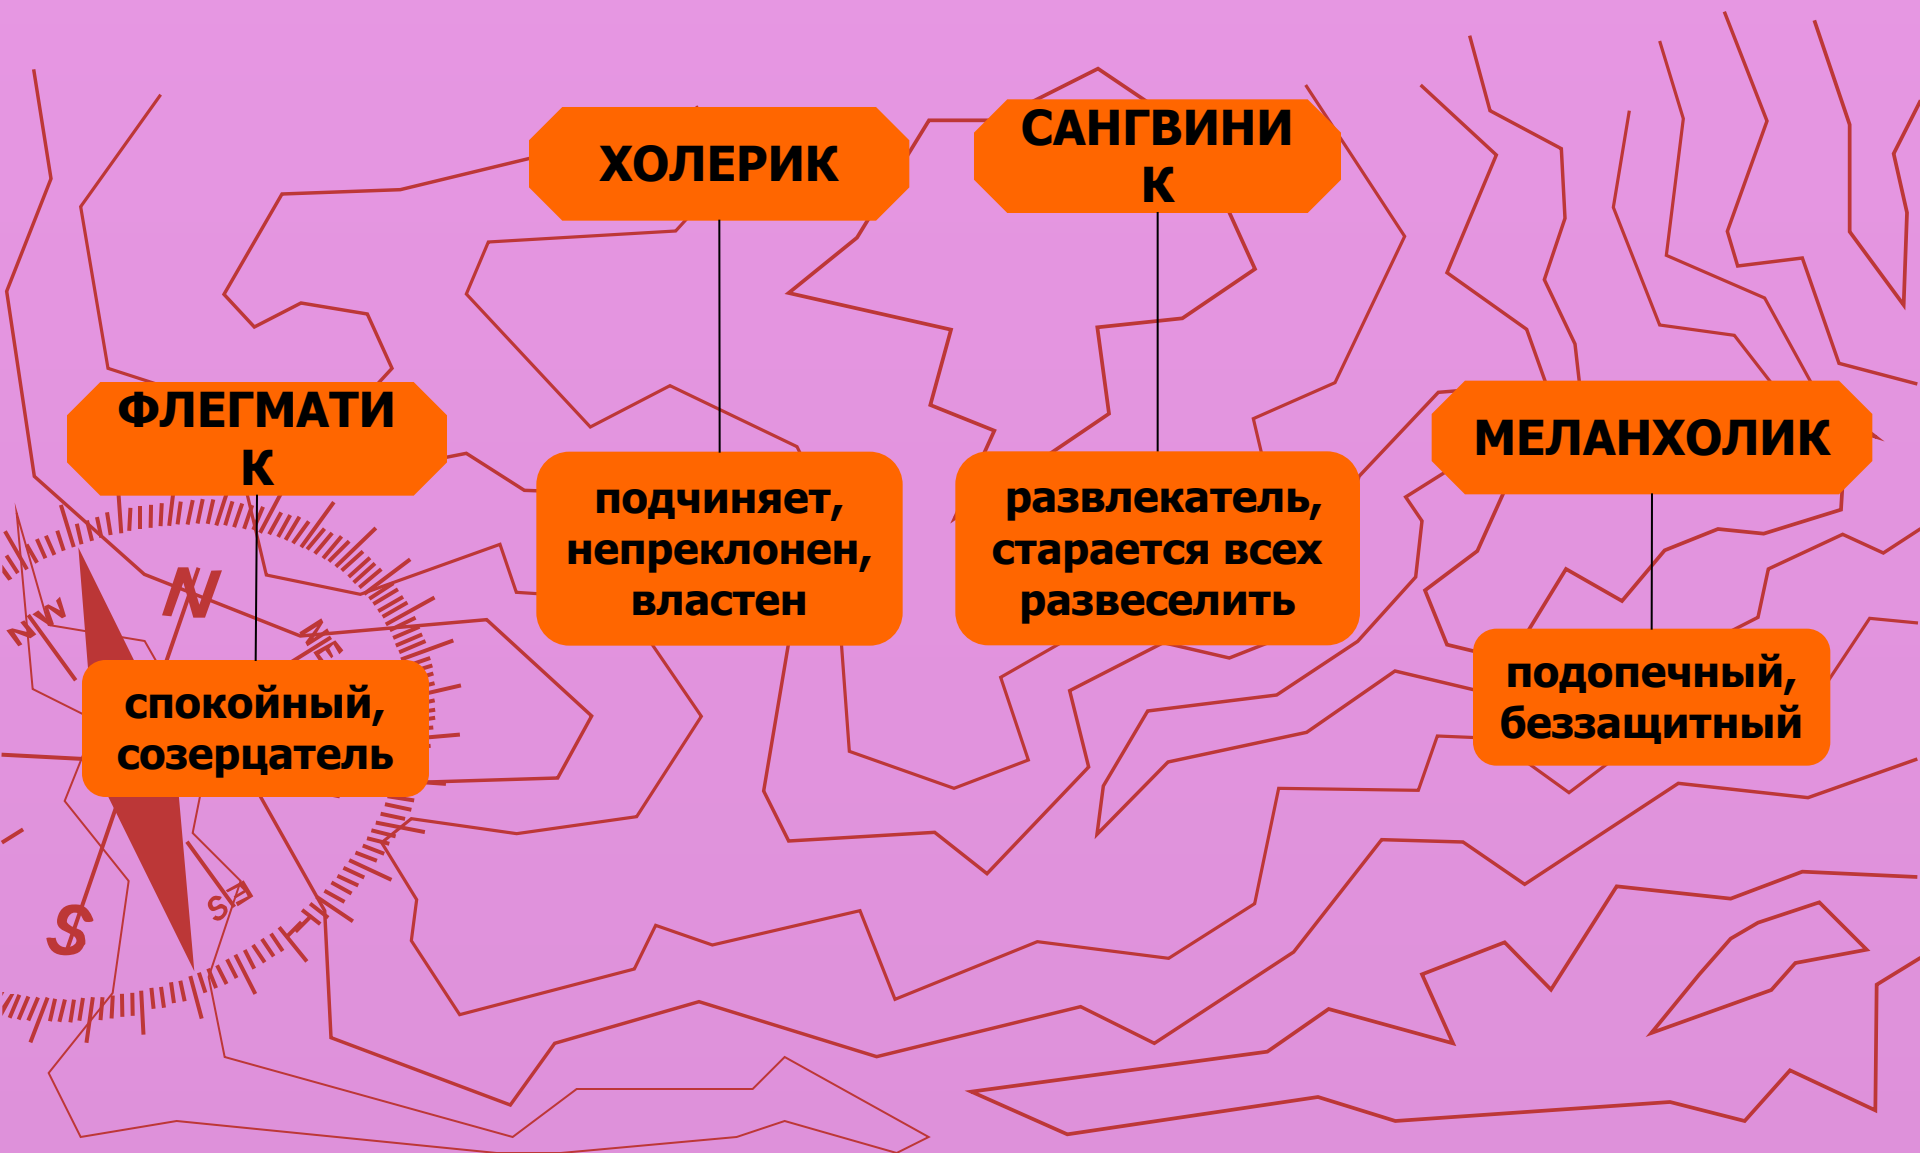 ХОЛЕРИК
САНГВИНИ
К
ФЛЕГМАТИ
К
МЕЛАНХОЛИК
подчиняет,
непреклонен,
властен
развлекатель,
старается всех
развеселить
спокойный,
созерцатель
подопечный,
беззащитный
N
NW
NE
S
SE